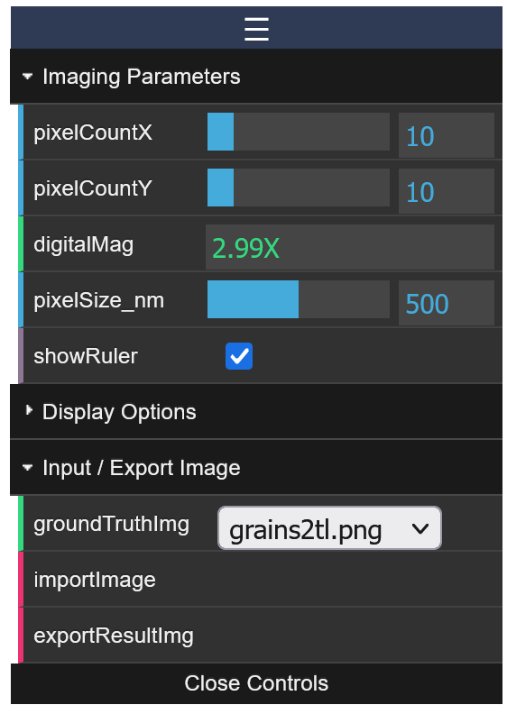 Imaging Parameters
pixelCountX 10
pixelCountY 10
digitalMag 2.99X
pixelSize_nm 500
showRuler
Display Options
Input / Export Image
groundTruthImg grains2tl.png
importImage
exportResultImg
Close Controls